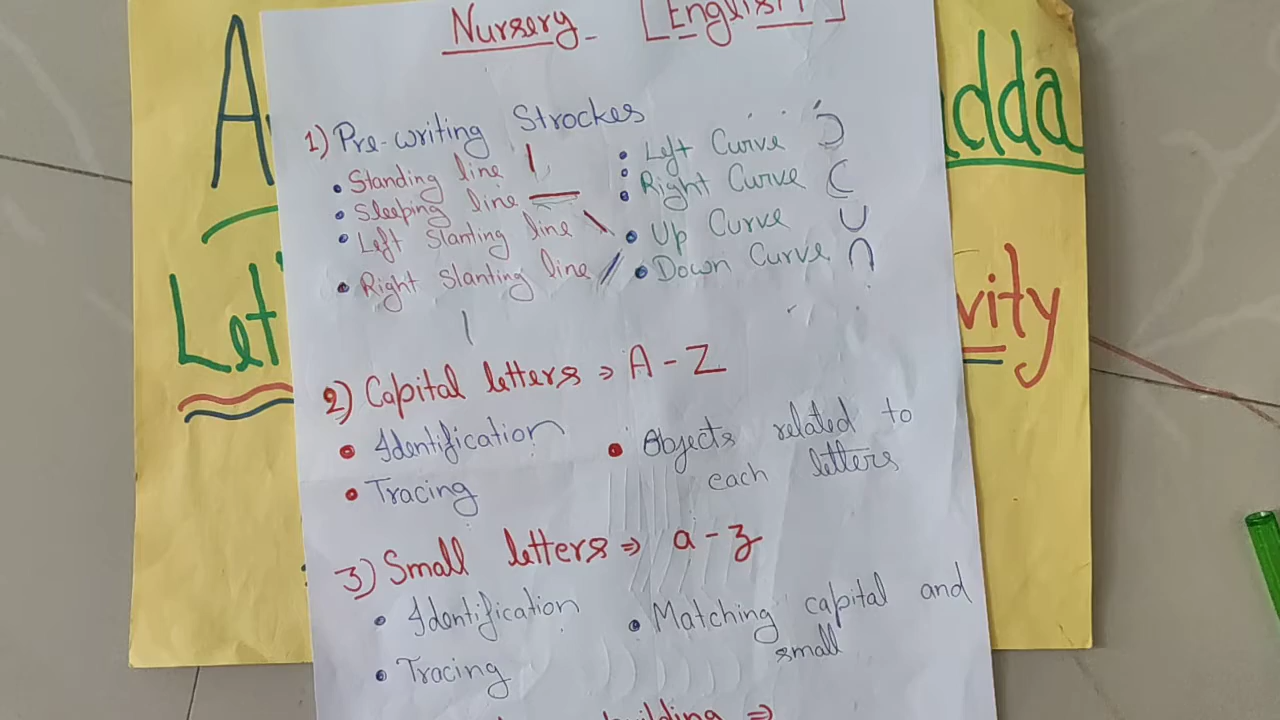 Nursery - [English]
1) Pre-writing Strockes
• Standing line |
• Sleeping line —
• Left Slanting line \
• Right Slanting line /
• Left Curve
• Right Curve
• Up Curve
• Down Curve
2) Capital letters ⇒ A - Z
• Identification
• Tracing
• Objects related to
each letters
3) Small letters ⇒ a - z
• Identification
• Tracing
• Matching capital and
small
building ⇒
Let'